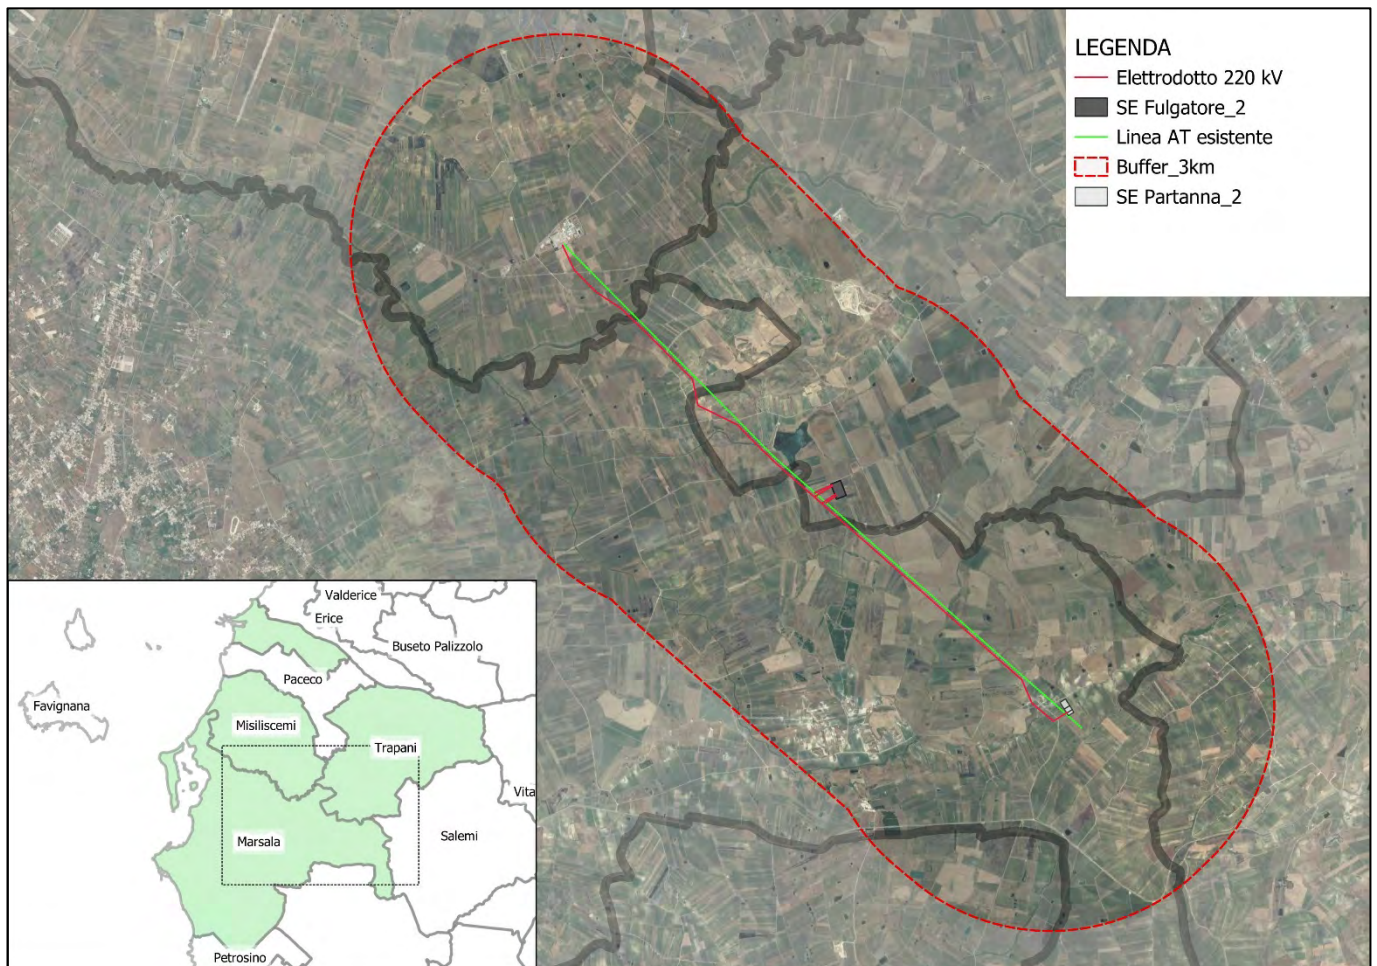 LEGENDA
Elettrodotto 220 kV
SE Fulgatore_2
Linea AT esistente
Buffer_3km
SE Partanna_2
Valderice
Erice
Buseto Palizzolo
Paceco
Favignana
Misiliscemi
Trapani
Vita
Salemi
Marsala
Petrosino